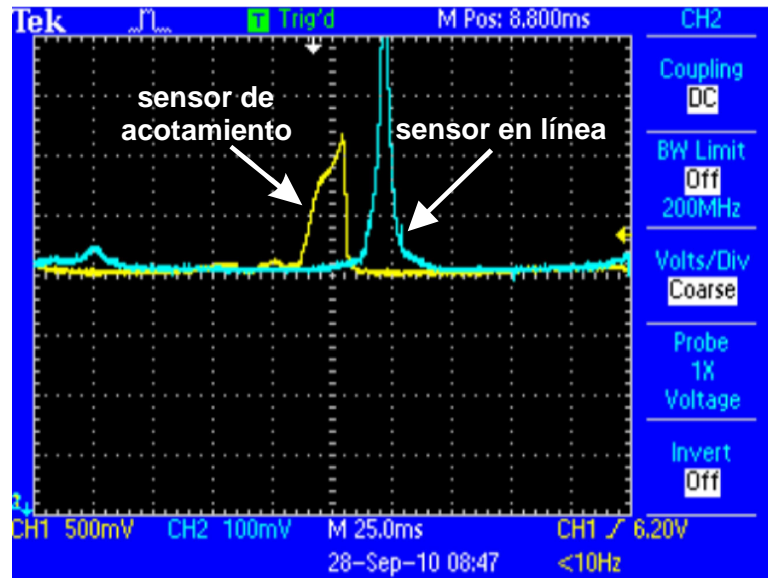 Tek T Trig'd M Pos: 8.800ms CH2
Coupling
DC
BW Limit
Off
200MHz
Volts/Div
Coarse
Probe
1X
Voltage
Invert
Off
sensor de
acotamiento
sensor en línea
CH1 500mV CH2 100mV M 25.0ms CH1 6.20V
28-Sep-10 08:47 <10Hz